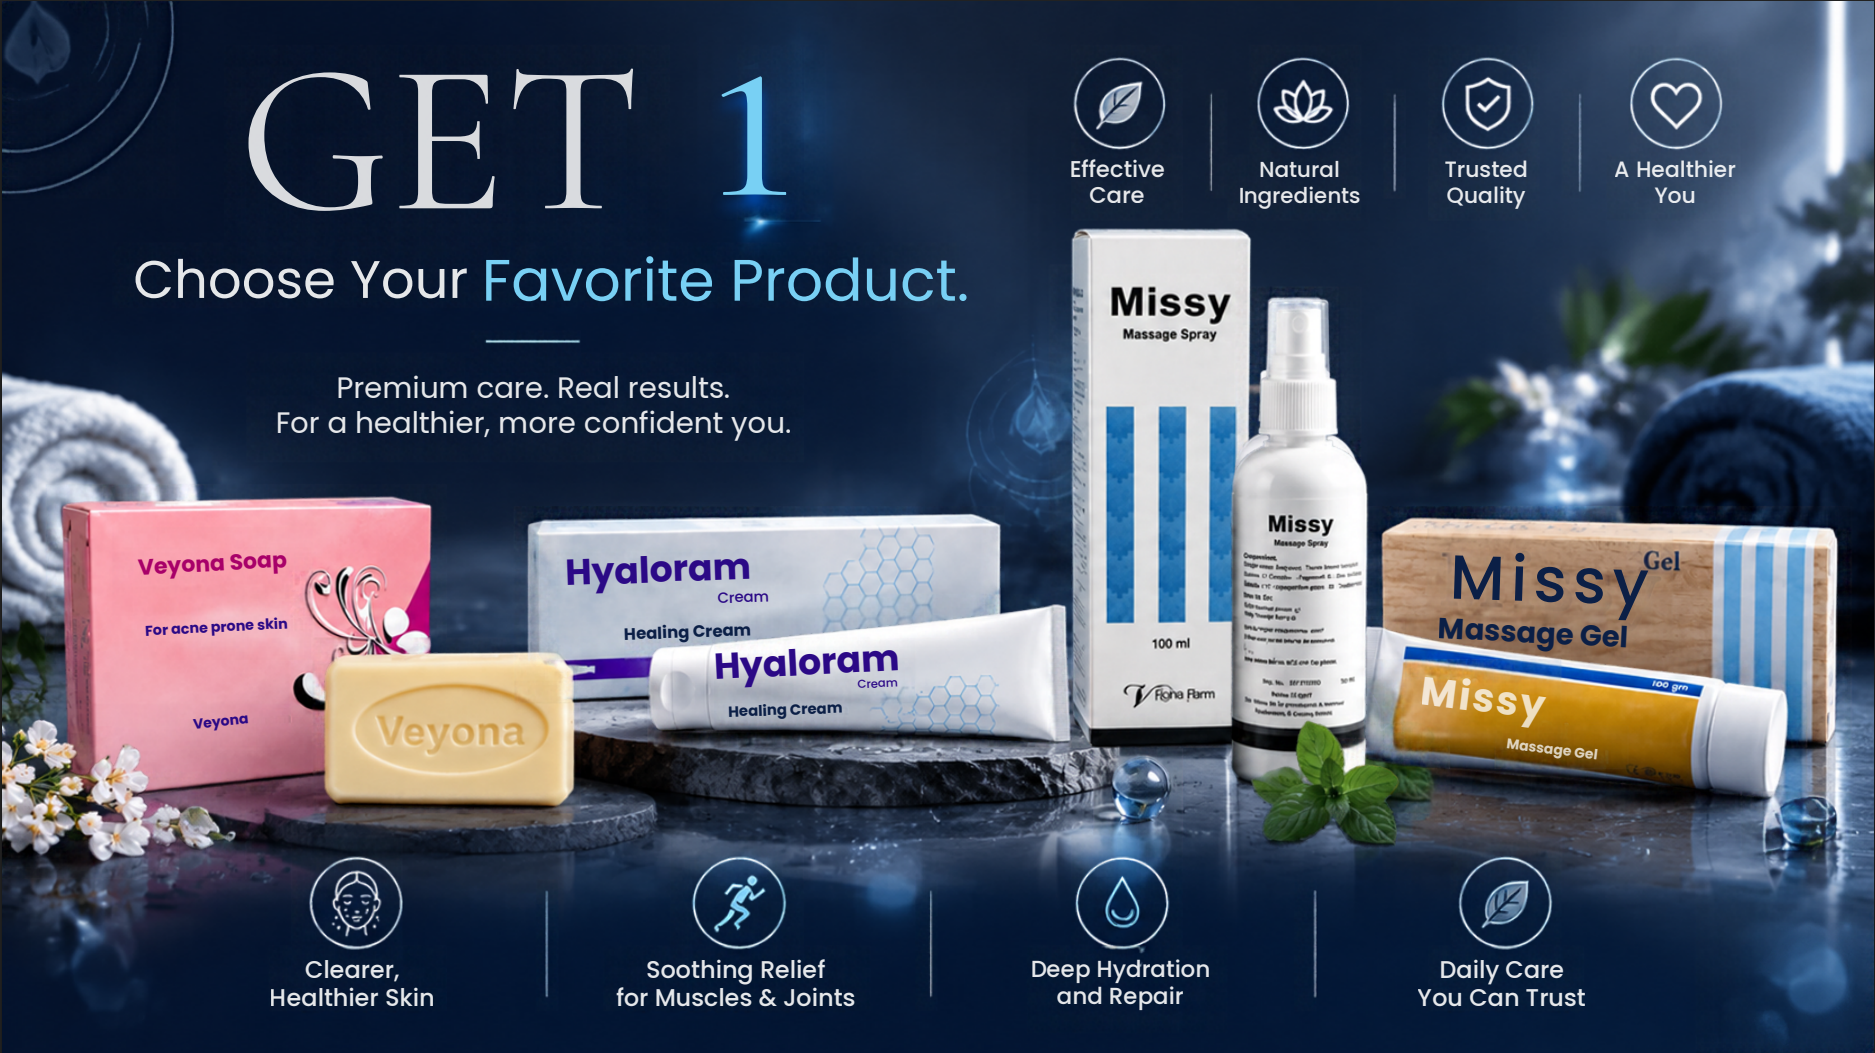 GET 1
Choose Your Favorite Product.
Premium care. Real results.
For a healthier, more confident you.
Effective
Care
Natural
Ingredients
Trusted
Quality
A Healthier
You
Veyona Soap
For acne prone skin
Veyona
Veyona
Hyaloram
Cream
Healing Cream
Hyaloram
Cream
Healing Cream
Missy
Massage Spray
100 ml
Missy
Massage Spray
Missy Gel
Massage Gel
100 grn
Missy
Massage Gel
Clearer,
Healthier Skin
Soothing Relief
for Muscles & Joints
Deep Hydration
and Repair
Daily Care
You Can Trust